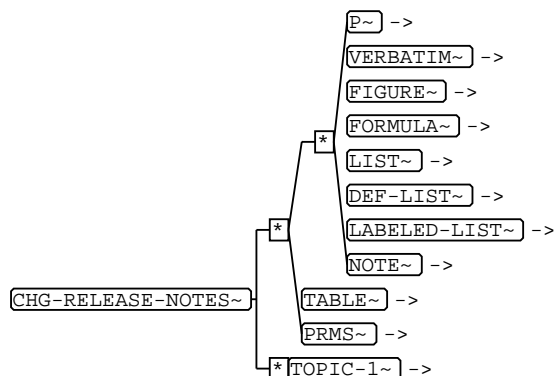 P~ ->
VERBATIM~ ->
FIGURE~ ->
FORMULA~ ->
*
LIST~ ->
DEF-LIST~ ->
LABELED-LIST~ ->
*
NOTE~ ->
CHG-RELEASE-NOTES~
TABLE~ ->
PRMS~ ->
* TOPIC-1~ ->